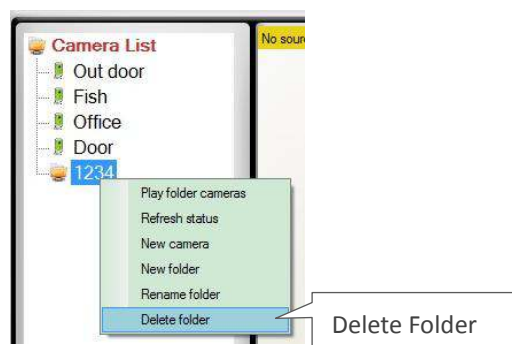 Camera List
No sour
Out door
Fish
Office
Door
1234
Play folder cameras
Refresh status
New camera
New folder
Rename folder
Delete folder
Delete Folder